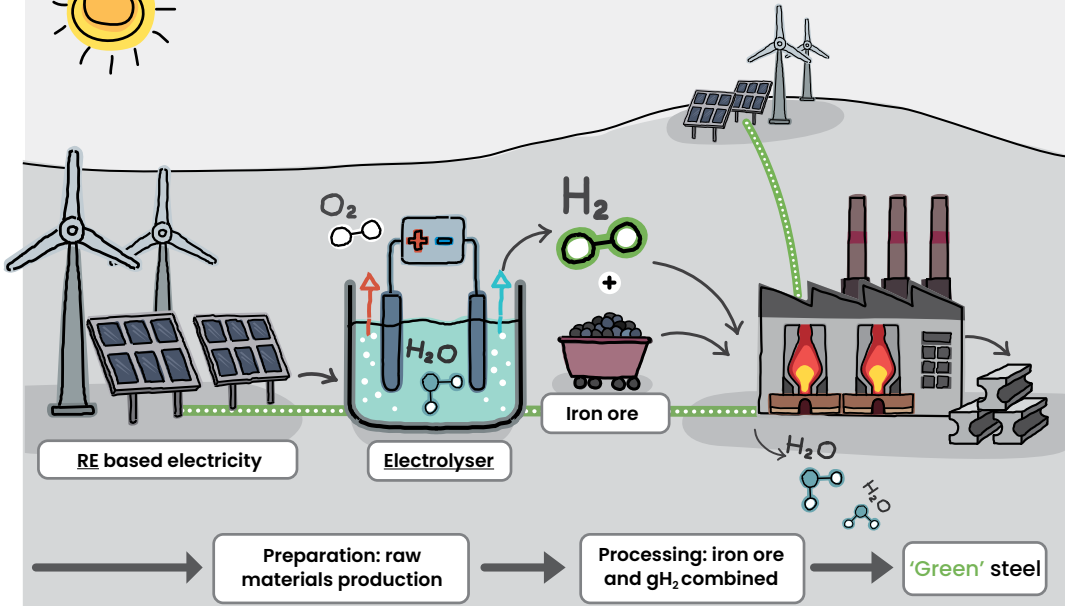 O₂
H₂
+ -
+
H₂O
Iron ore
RE based electricity
Electrolyser
H₂O
H₂O
Preparation: raw
materials production
Processing: iron ore
and gH₂ combined
'Green' steel